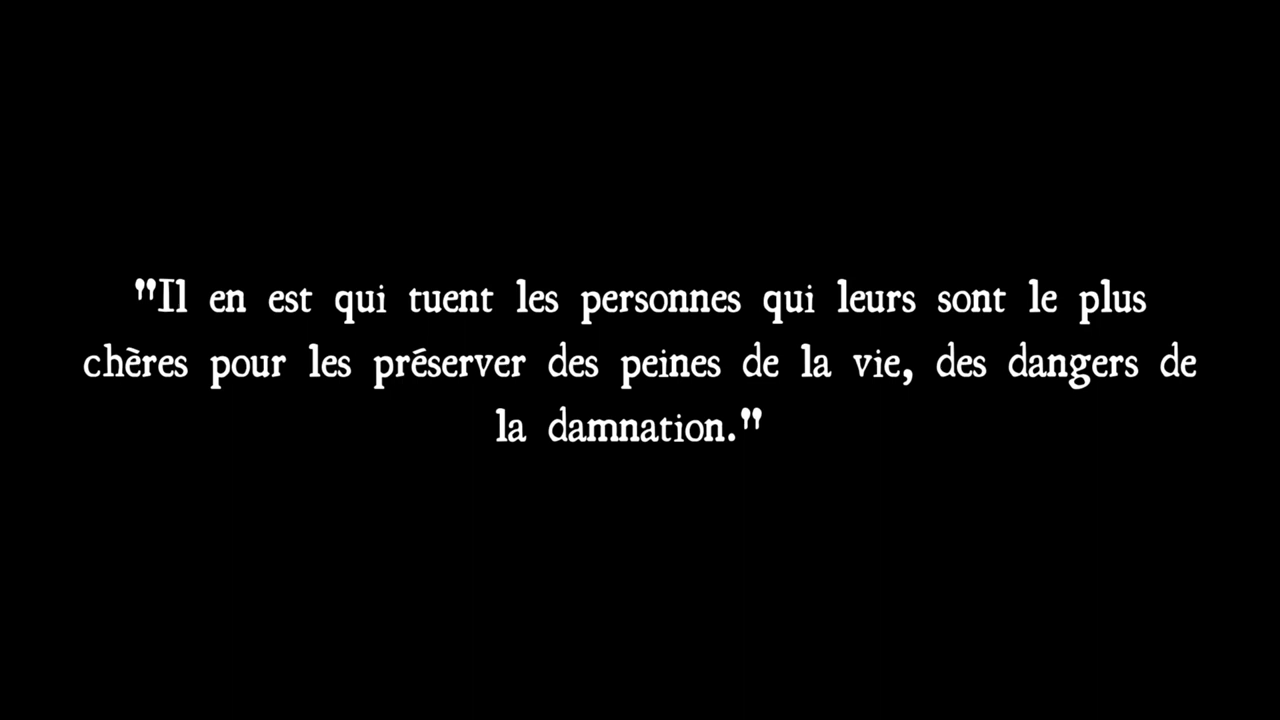 "Il en est qui tuent les personnes qui leurs sont le plus
chères pour les préserver des peines de la vie, des dangers de
la damnation."